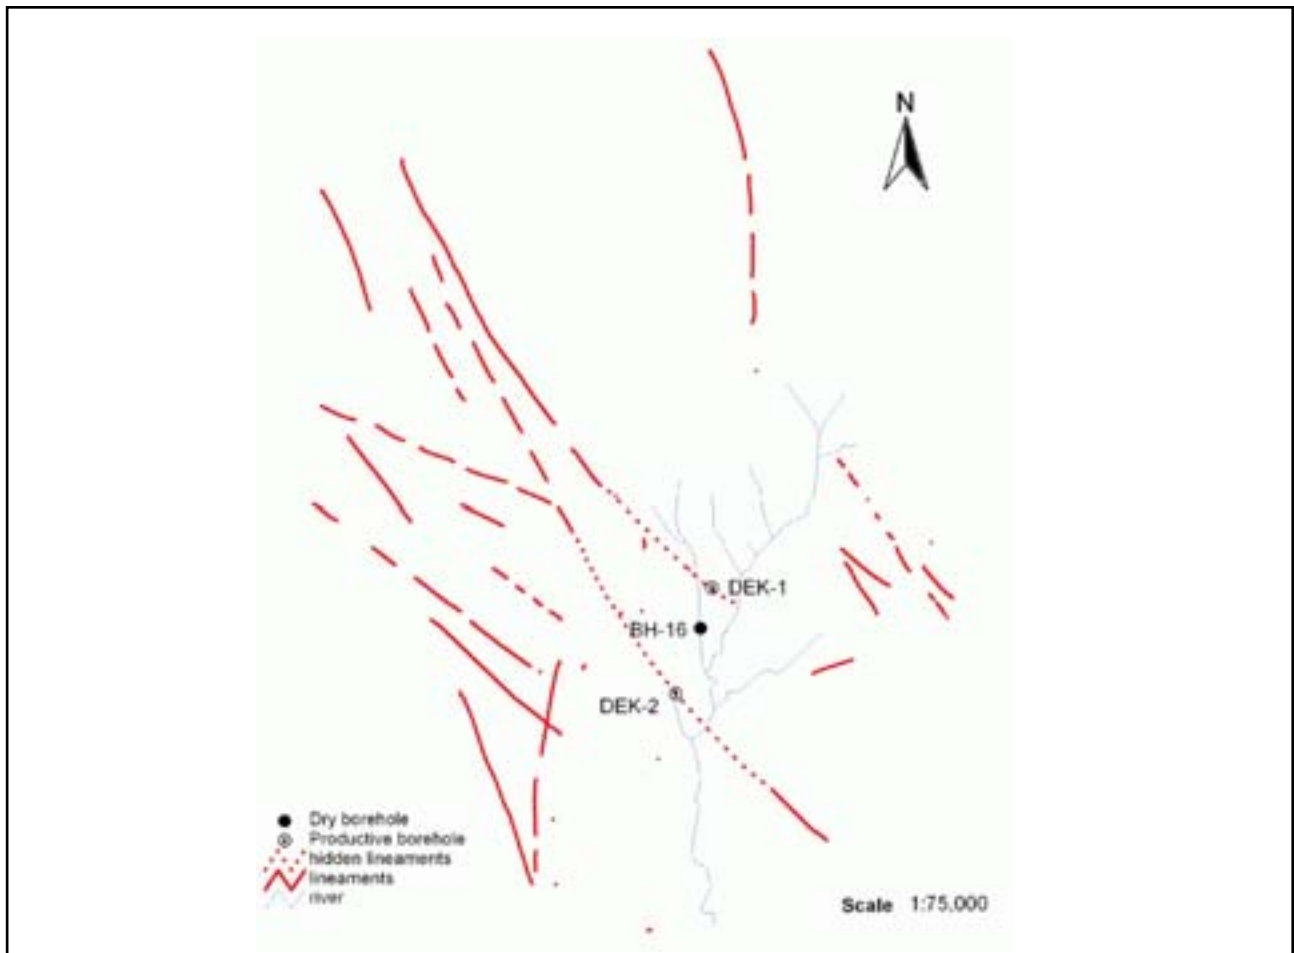 N
DEK-1
BH-16
DEK-2
Dry borehole
Productive borehole
hidden lineaments
lineaments
river
Scale 1:75,000